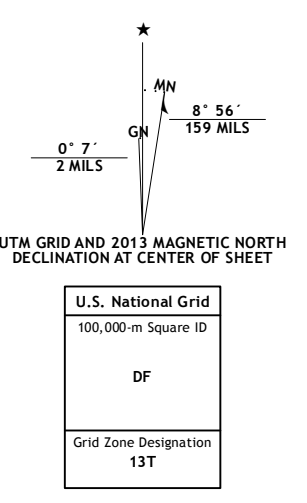 ★
MN
8° 56´
159 MILS
GN
0° 7´
2 MILS
UTM GRID AND 2013 MAGNETIC NORTH
DECLINATION AT CENTER OF SHEET
U.S. National Grid
100,000-m Square ID
DF
Grid Zone Designation
13T